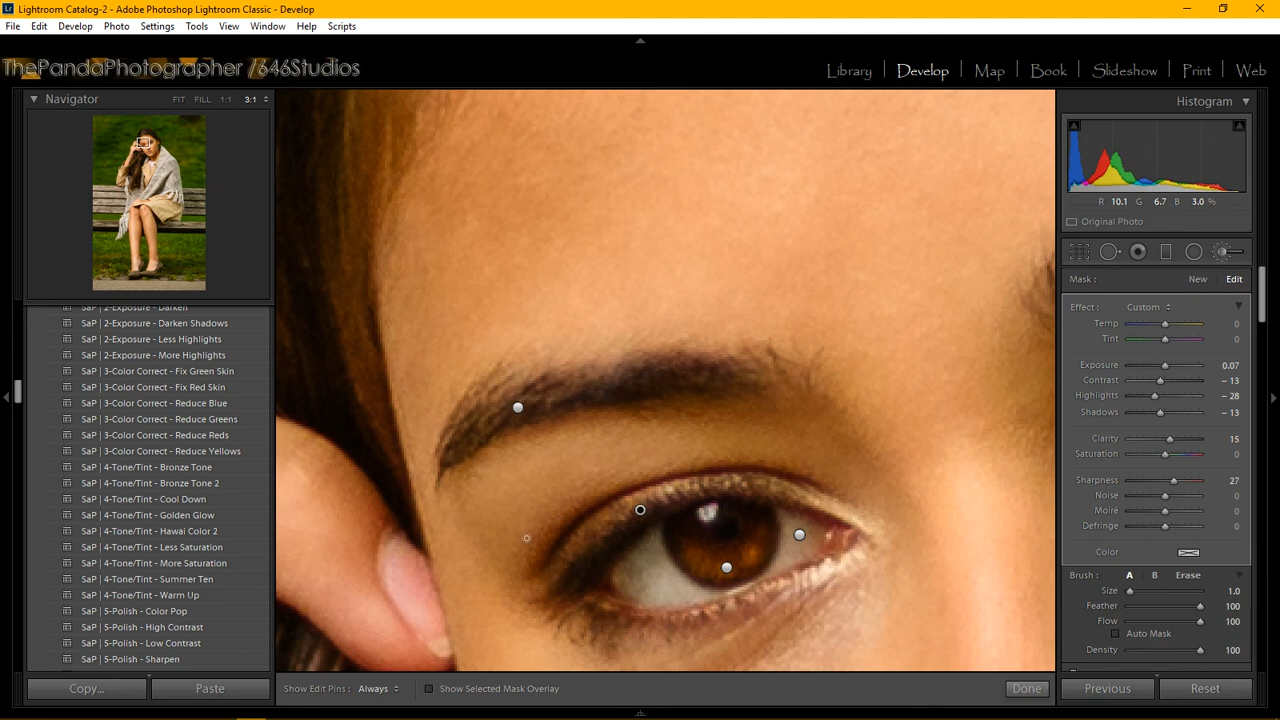 Lightroom Catalog-2 - Adobe Photoshop Lightroom Classic - Develop
File Edit Develop Photo Settings Tools View Window Help Scripts
ThePandaPhotographer /646Studios
Library Develop Map Book Slideshow Print Web
Navigator FIT FILL 1:1 3:1
SaP | 2-Exposure - Darken
SaP | 2-Exposure - Darken Shadows
SaP | 2-Exposure - Less Highlights
SaP | 2-Exposure - More Highlights
SaP | 3-Color Correct - Fix Green Skin
SaP | 3-Color Correct - Fix Red Skin
SaP | 3-Color Correct - Reduce Blue
SaP | 3-Color Correct - Reduce Greens
SaP | 3-Color Correct - Reduce Reds
SaP | 3-Color Correct - Reduce Yellows
SaP | 4-Tone/Tint - Bronze Tone
SaP | 4-Tone/Tint - Bronze Tone 2
SaP | 4-Tone/Tint - Cool Down
SaP | 4-Tone/Tint - Golden Glow
SaP | 4-Tone/Tint - Hawai Color 2
SaP | 4-Tone/Tint - Less Saturation
SaP | 4-Tone/Tint - More Saturation
SaP | 4-Tone/Tint - Summer Ten
SaP | 4-Tone/Tint - Warm Up
SaP | 5-Polish - Color Pop
SaP | 5-Polish - High Contrast
SaP | 5-Polish - Low Contrast
SaP | 5-Polish - Sharpen
Copy... Paste
Show Edit Pins : Always Show Selected Mask Overlay Done
Histogram
R 10.1 G 6.7 B 3.0 %
Original Photo
Mask : New Edit
Effect : Custom
Temp 0
Tint 0
Exposure 0.07
Contrast – 13
Highlights – 28
Shadows – 13
Clarity 15
Saturation 0
Sharpness 27
Noise 0
Moiré 0
Defringe 0
Color
Brush : A B Erase
Size 1.0
Feather 100
Flow 100
Auto Mask
Density 100
Previous Reset